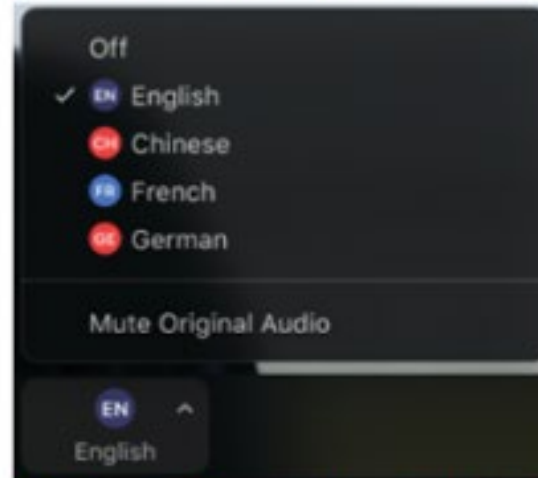 Off
✓ EN English
CH Chinese
FR French
GE German
Mute Original Audio
EN
English